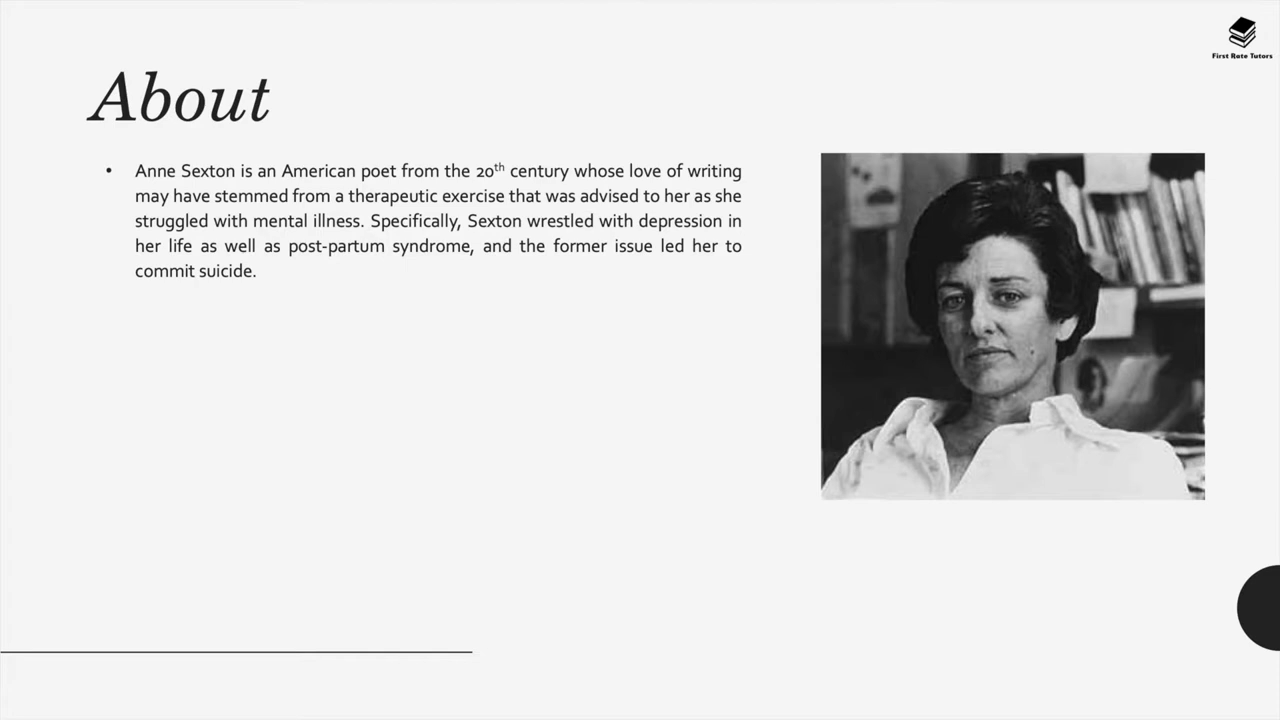 First Rate Tutors
About
• Anne Sexton is an American poet from the 20th century whose love of writing
may have stemmed from a therapeutic exercise that was advised to her as she
struggled with mental illness. Specifically, Sexton wrestled with depression in
her life as well as post-partum syndrome, and the former issue led her to
commit suicide.